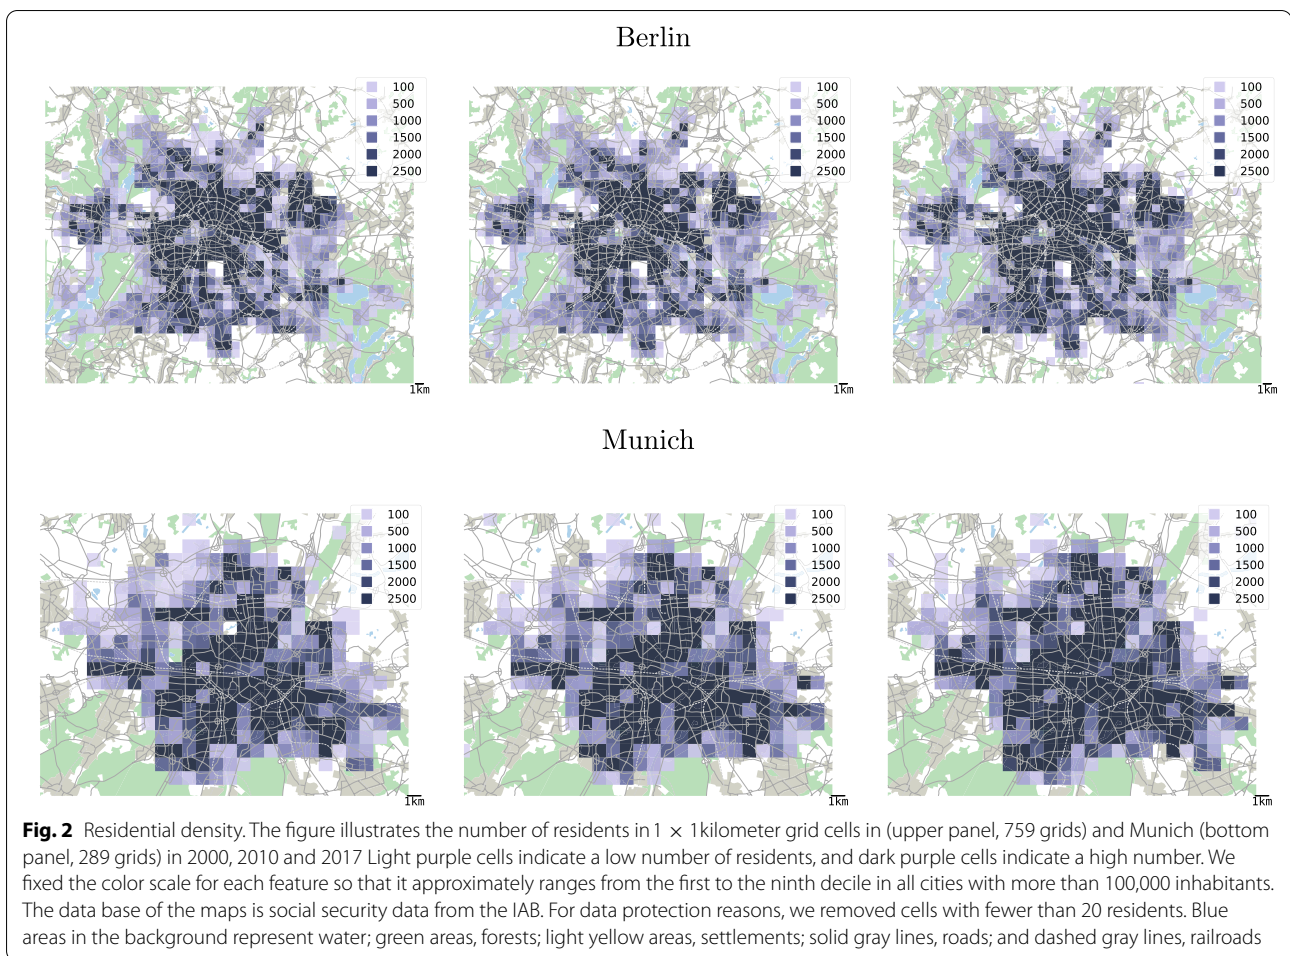 Berlin
100
500
1000
1500
2000
2500
1km
100
500
1000
1500
2000
2500
1km
100
500
1000
1500
2000
2500
1km
Munich
100
500
1000
1500
2000
2500
1km
100
500
1000
1500
2000
2500
1km
100
500
1000
1500
2000
2500
1km
Fig. 2 Residential density. The figure illustrates the number of residents in 1 × 1kilometer grid cells in (upper panel, 759 grids) and Munich (bottom
panel, 289 grids) in 2000, 2010 and 2017 Light purple cells indicate a low number of residents, and dark purple cells indicate a high number. We
fixed the color scale for each feature so that it approximately ranges from the first to the ninth decile in all cities with more than 100,000 inhabitants.
The data base of the maps is social security data from the IAB. For data protection reasons, we removed cells with fewer than 20 residents. Blue
areas in the background represent water; green areas, forests; light yellow areas, settlements; solid gray lines, roads; and dashed gray lines, railroads